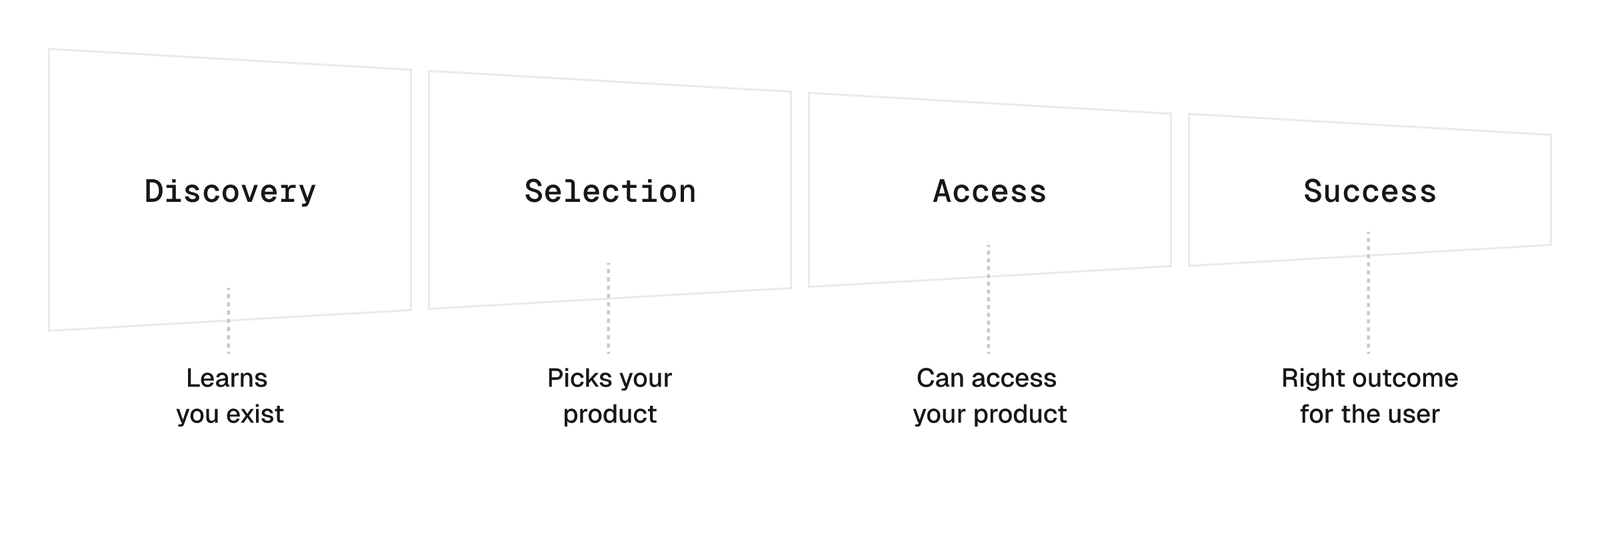 Discovery
Selection
Access
Success
Learns
you exist
Picks your
product
Can access
your product
Right outcome
for the user